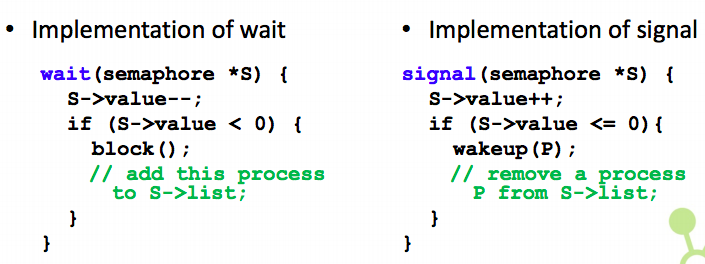 • Implementation of wait
wait(semaphore *S) {
S->value--;
if (S->value < 0) {
block();
// add this process
to S->list;
}
}
• Implementation of signal
signal(semaphore *S) {
S->value++;
if (S->value <= 0){
wakeup(P);
// remove a process
P from S->list;
}
}